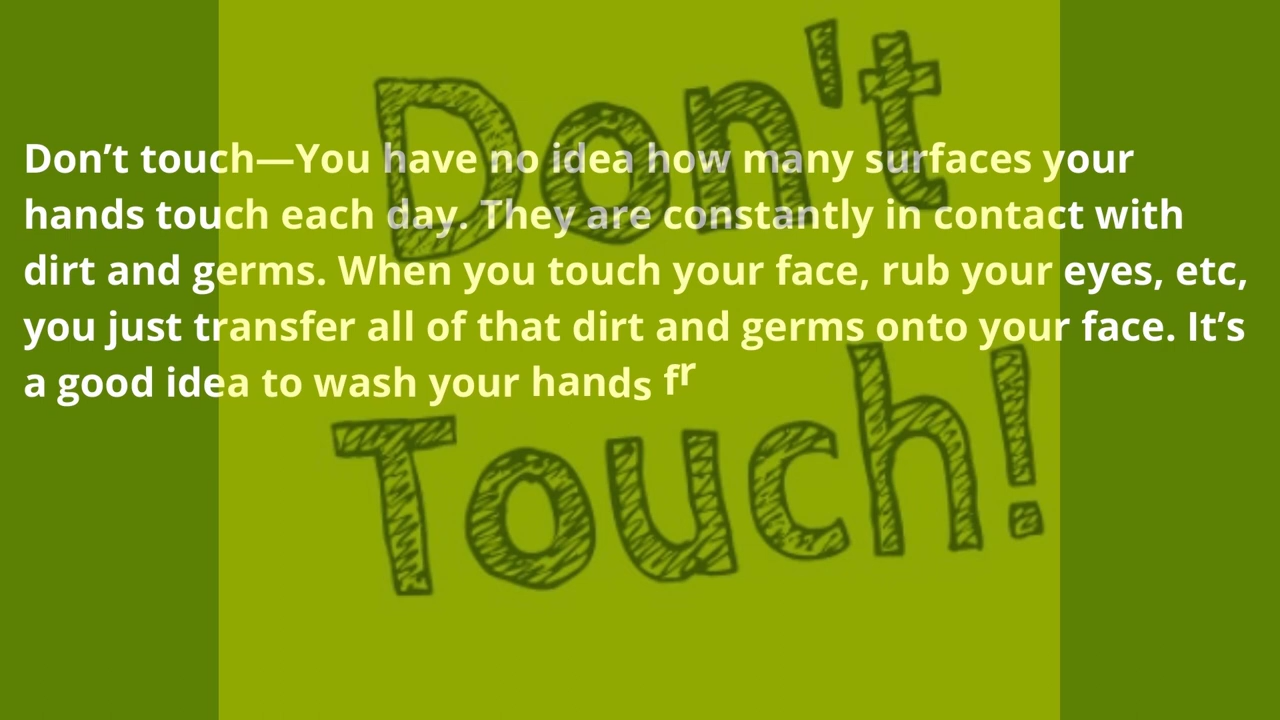 Don't
Don’t touch—You have no idea how many surfaces your
hands touch each day. They are constantly in contact with
dirt and germs. When you touch your face, rub your eyes, etc,
you just transfer all of that dirt and germs onto your face. It’s
a good idea to wash your hands fr
Touch!